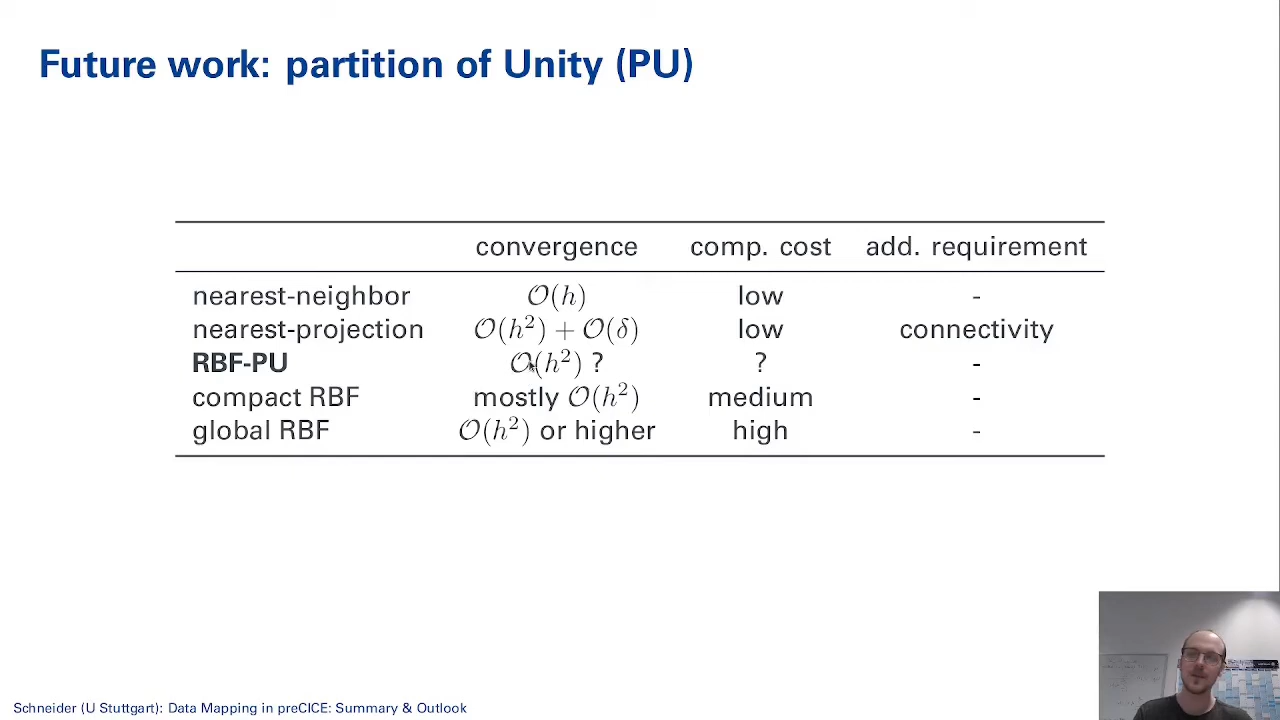 Future work: partition of Unity (PU)
convergence comp. cost add. requirement
nearest-neighbor O(h) low -
nearest-projection O(h²) + O(δ) low connectivity
RBF-PU O(h²) ? ? -
compact RBF mostly O(h²) medium -
global RBF O(h²) or higher high -
Schneider (U Stuttgart): Data Mapping in preCICE: Summary & Outlook